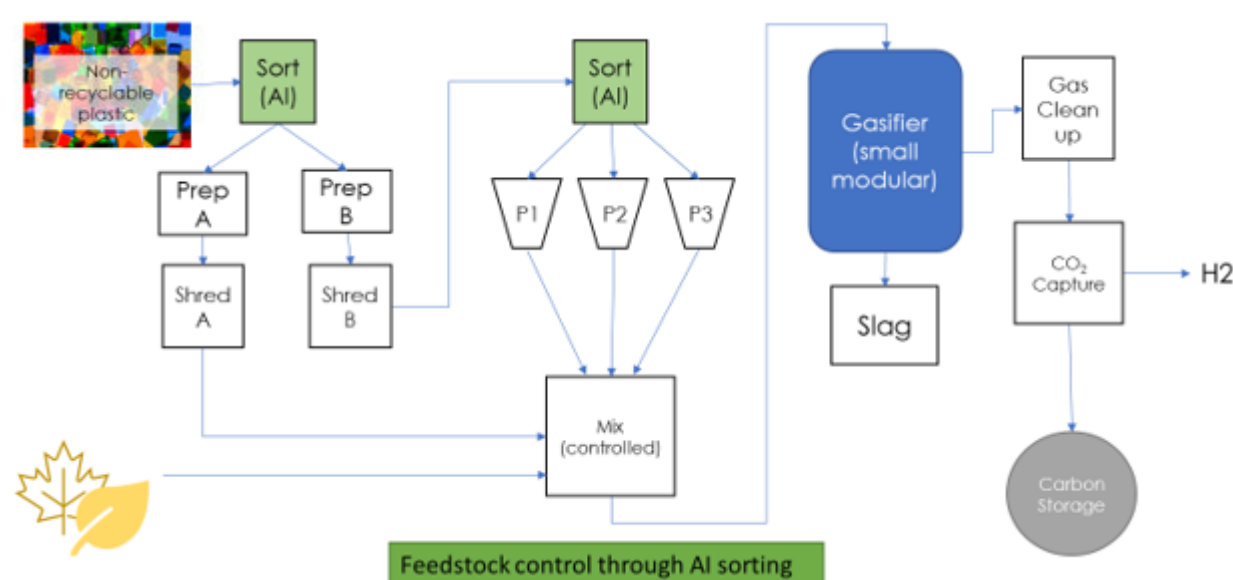 Non-
recyclable
plastic
Sort
(AI)
Sort
(AI)
Prep
A
Prep
B
Shred
A
Shred
B
P1
P2
P3
Mix
(controlled)
Gasifier
(small
modular)
Slag
Gas
Clean
up
CO₂
Capture
H2
Carbon
Storage
Feedstock control through AI sorting